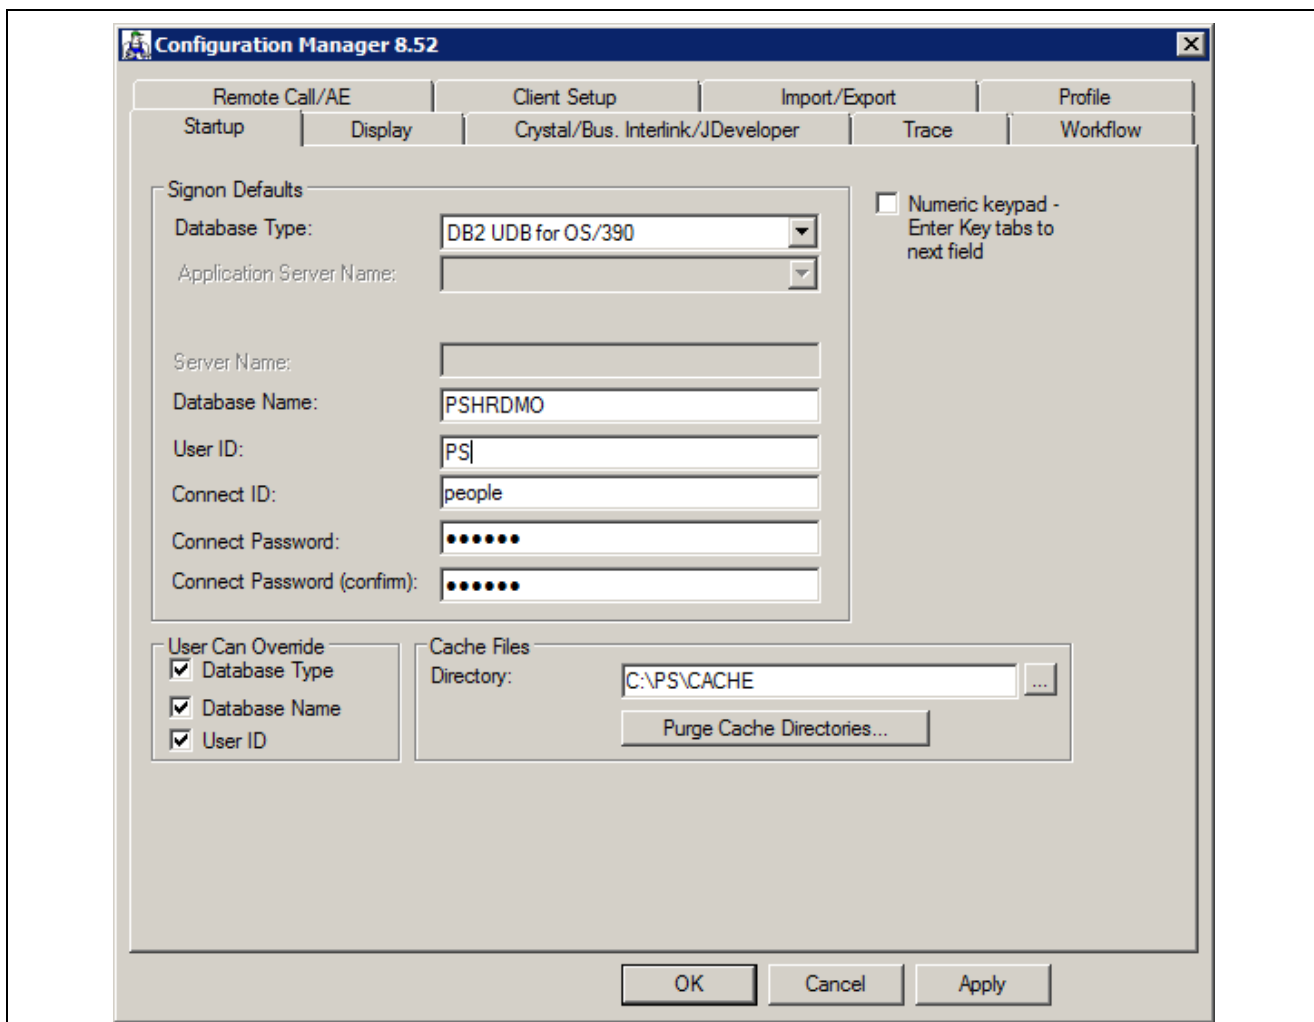 Configuration Manager 8.52
Remote Call/AE Client Setup Import/Export Profile
Startup Display Crystal/Bus. Interlink/JDeveloper Trace Workflow
Signon Defaults
Database Type: DB2 UDB for OS/390
Application Server Name:
Server Name:
Database Name: PSHRDMO
User ID: PS
Connect ID: people
Connect Password: ●●●●●●
Connect Password (confirm): ●●●●●●
Numeric keypad -
Enter Key tabs to
next field
User Can Override
Database Type
Database Name
User ID
Cache Files
Directory: C:\PS\CACHE ...
Purge Cache Directories...
OK Cancel Apply